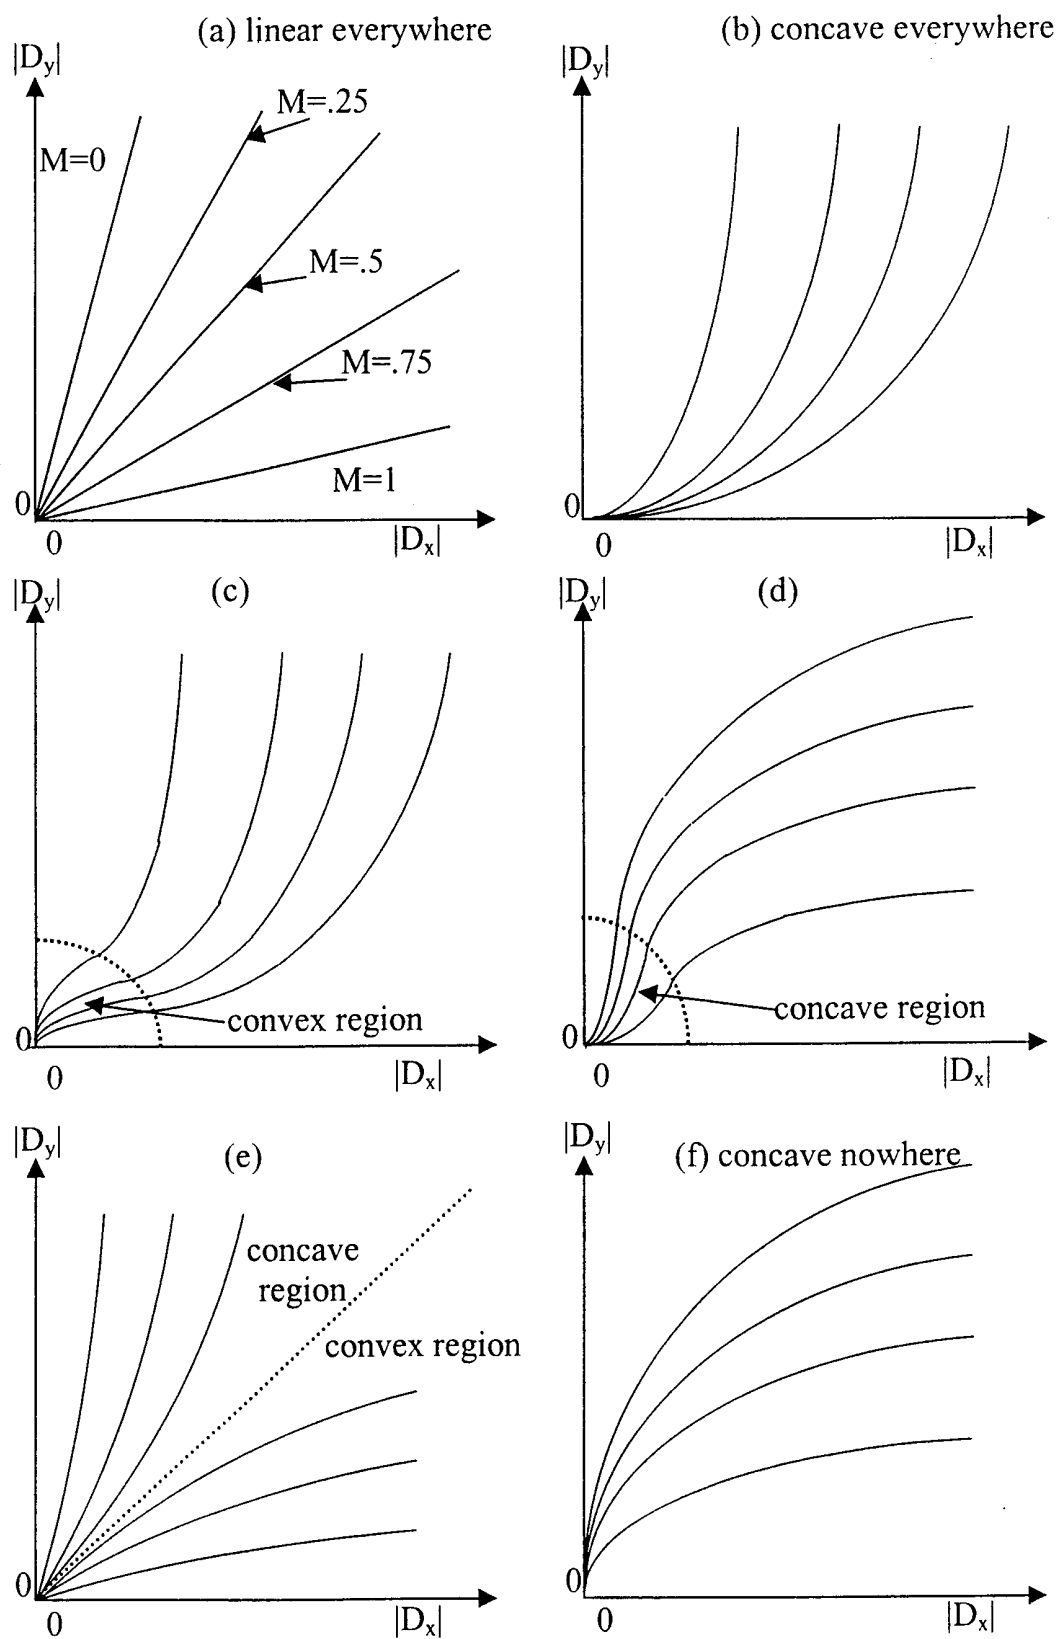 (a) linear everywhere
|Dy|
M=.25
M=0
M=.5
M=.75
M=1
0
0
|Dx|
(b) concave everywhere
|Dy|
0
0
|Dx|
(c)
|Dy|
convex region
0
0
|Dx|
(d)
|Dy|
concave region
0
0
|Dx|
(e)
|Dy|
concave
region
convex region
0
0
|Dx|
(f) concave nowhere
|Dy|
0
0
|Dx|